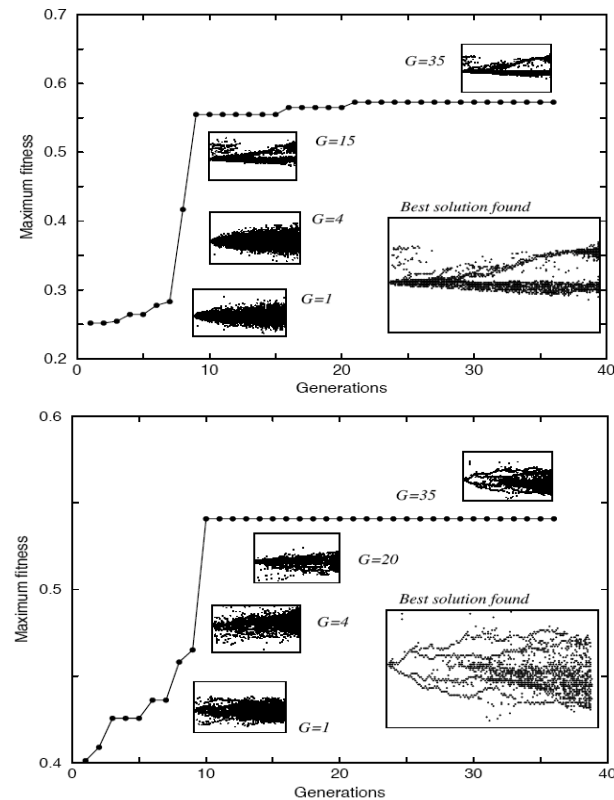 0.7
0.6
0.5
0.4
0.3
0.2
Maximum fitness
G=35
G=15
G=4
G=1
Best solution found
0 10 20 30 40
Generations
0.6
0.5
0.4
Maximum fitness
G=35
G=20
G=4
G=1
Best solution found
0 10 20 30 40
Generations